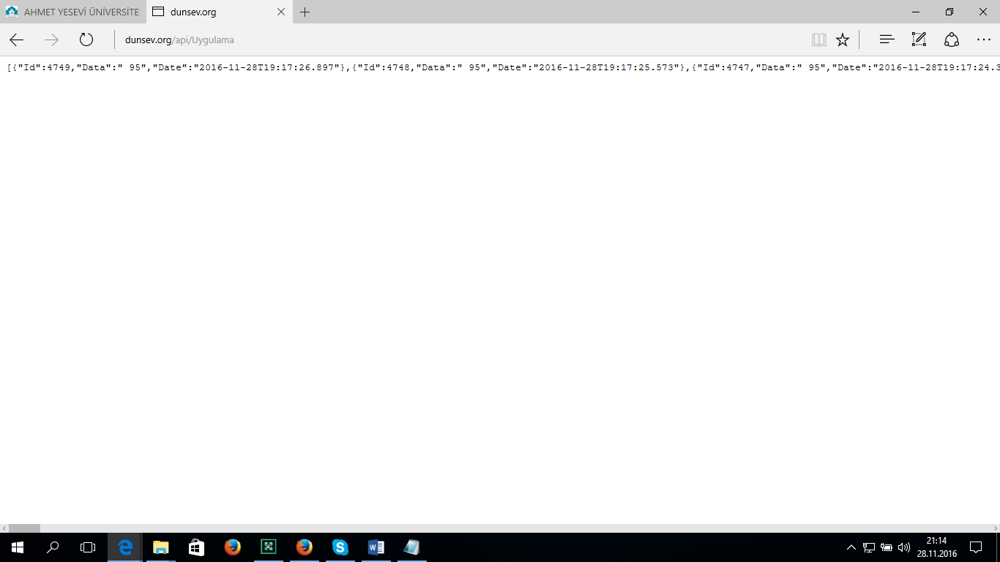 AHMET YESEVİ ÜNİVERSİTE
dunsev.org
dunsev.org/api/Uygulama
[{"Id":4749,"Data":" 95","Date":"2016-11-28T19:17:26.897"},{"Id":4748,"Data":" 95","Date":"2016-11-28T19:17:25.573"},{"Id":4747,"Data":" 95","Date":"2016-11-28T19:17:24.3
21:14
28.11.2016